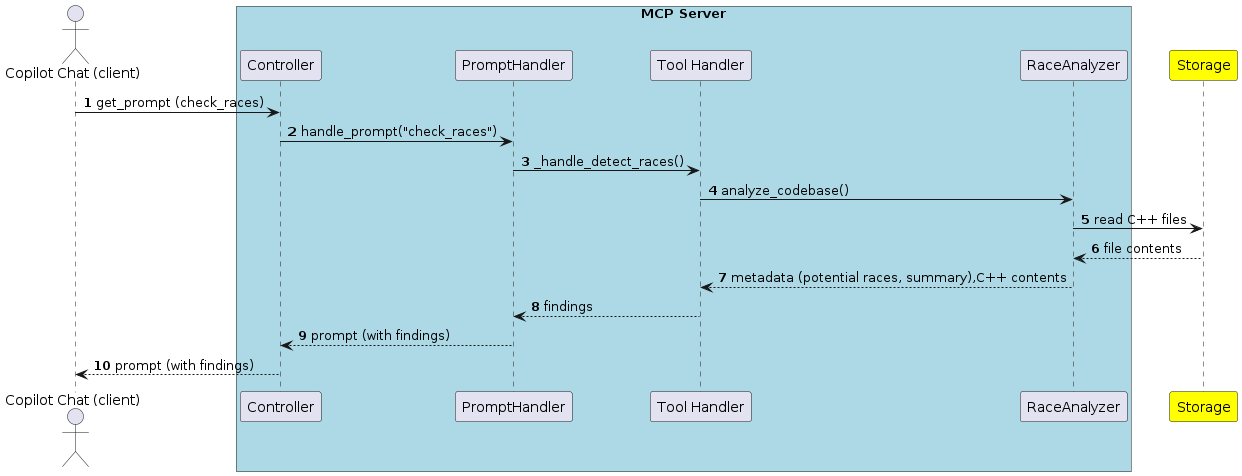 MCP Server
Copilot Chat (client)
Controller
PromptHandler
Tool Handler
RaceAnalyzer
Storage
1 get_prompt (check_races)
2 handle_prompt("check_races")
3 _handle_detect_races()
4 analyze_codebase()
5 read C++ files
6 file contents
7 metadata (potential races, summary),C++ contents
8 findings
9 prompt (with findings)
10 prompt (with findings)
Copilot Chat (client)
Controller
PromptHandler
Tool Handler
RaceAnalyzer
Storage